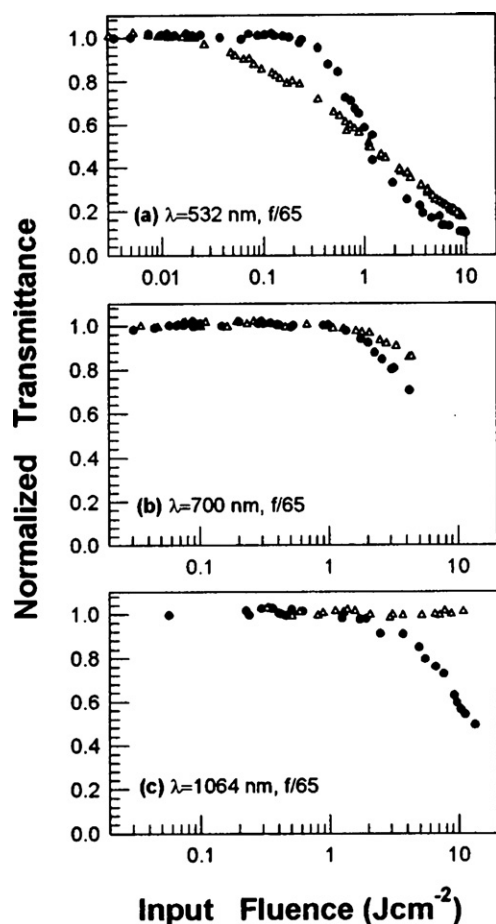 Normalized Transmittance
1.0
0.8
0.6
0.4
0.2
0.0
(a) λ=532 nm, f/65
0.01 0.1 1 10
1.0
0.8
0.6
0.4
0.2
0.0
(b) λ=700 nm, f/65
0.1 1 10
1.0
0.8
0.6
0.4
0.2
0.0
(c) λ=1064 nm, f/65
0.1 1 10
Input Fluence (Jcm⁻²)